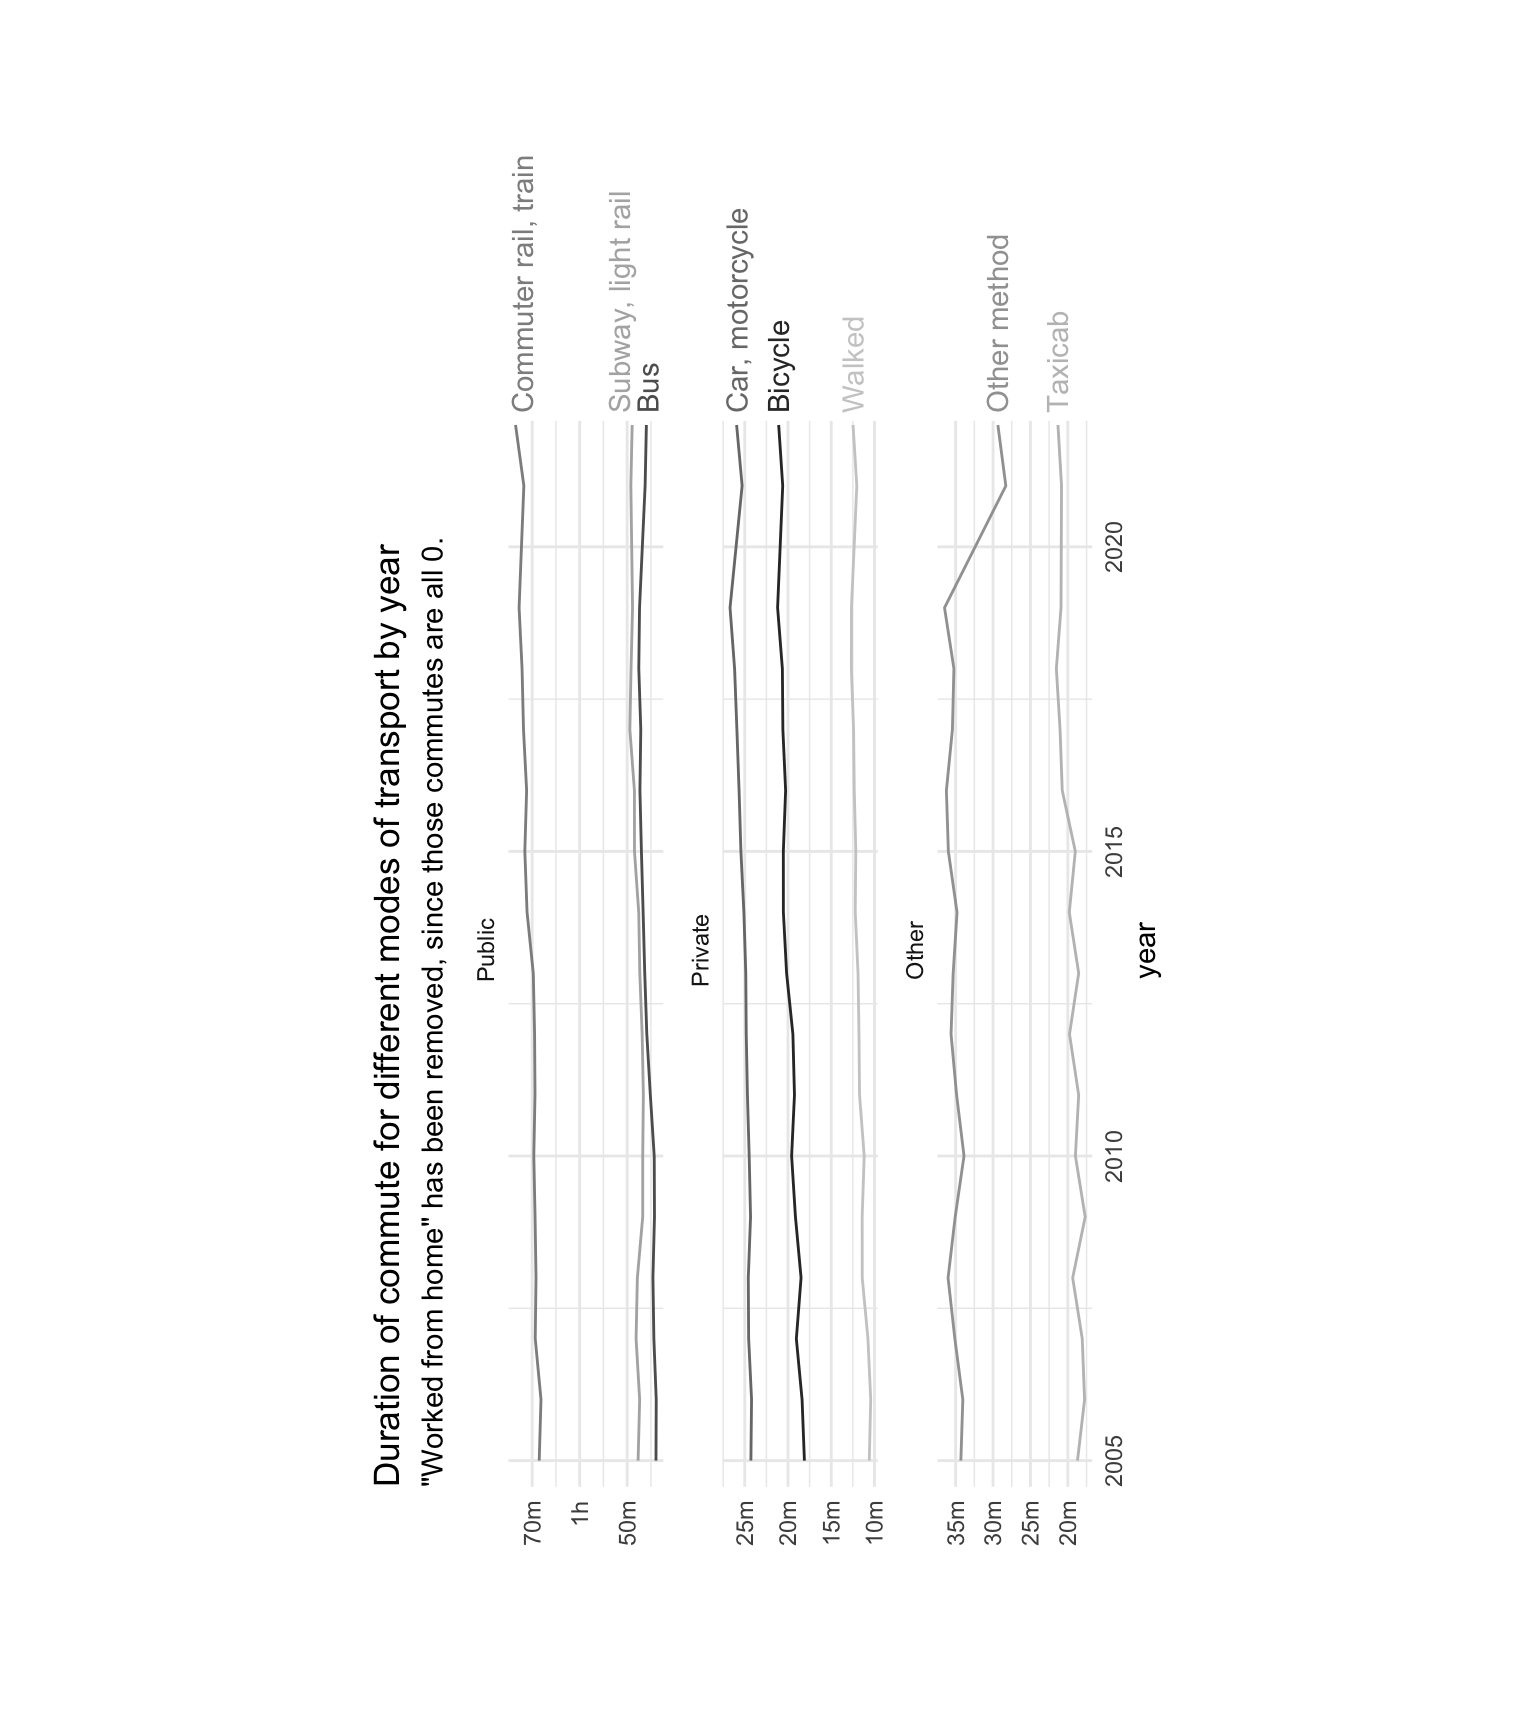 Duration of commute for different modes of transport by year
"Worked from home" has been removed, since those commutes are all 0.
Public
70m
1h
50m
Commuter rail, train
Subway, light rail
Bus
Private
25m
20m
15m
10m
Car, motorcycle
Bicycle
Walked
Other
35m
30m
25m
20m
Other method
Taxicab
2005 2010 2015 2020
year